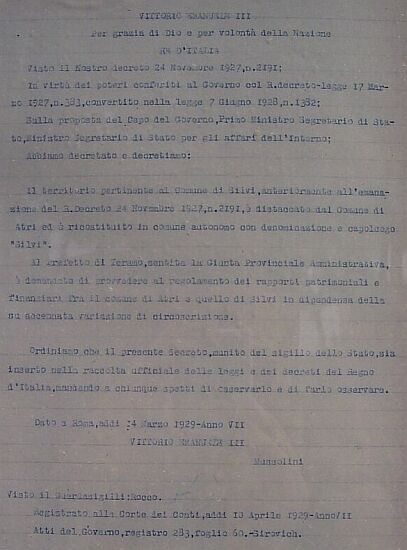 VITTORIO EMANUELE III
Per grazia di Dio e per volontà della Nazione
RE D'ITALIA
Visto il Nostro decreto 24 Novembre 1927,n.2191;
In virtù dei poteri conferiti al Governo col R.decreto-legge 17 Mar-
zo 1927,n.383,convertito nella legge 7 Giugno 1928,n.1382;
Sulla proposta del Capo del Governo,Primo Ministro Segretario di Sta-
to,Ministro Segretario di Stato per gli affari dell'Interno;
Abbiamo decretato e decretiamo:
Il territorio pertinente al Comune di Silvi,anteriormente all'emana-
zione del R.Decreto 24 Novembre 1927,n.2191,è distaccato dal Comune di
Atri ed è ricostituito in comune autonomo con denominazione e capoluogo
"Silvi".
Al Prefetto di Teramo,sentita la Giunta Provinciale Amministrativa,
è demandato di provvedere al regolamento dei rapporti patrimoniali e
finanziari fra il comune di Atri e quello di Silvi in dipendenza della
su accennata variazione di circoscrizione.
Ordiniamo che il presente Decreto,munito del sigillo dello Stato,sia
inserto nella raccolta ufficiale delle leggi e dei decreti del Regno
d'Italia,mandando a chiunque spetti di osservarlo e di farlo osservare.
Dato a Roma,addì 14 Marzo 1929-Anno VII
VITTORIO EMANUELE III
Mussolini
Visto il Guardasigilli:Rocco.
Registrato alla Corte dei Conti,addì 10 Aprile 1929-AnnoVII
Atti del Governo,registro 283,foglio 60.-Sirovich.